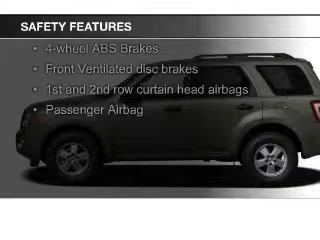 SAFETY FEATURES
• 4-wheel ABS Brakes
• Front Ventilated disc brakes
• 1st and 2nd row curtain head airbags
• Passenger Airbag